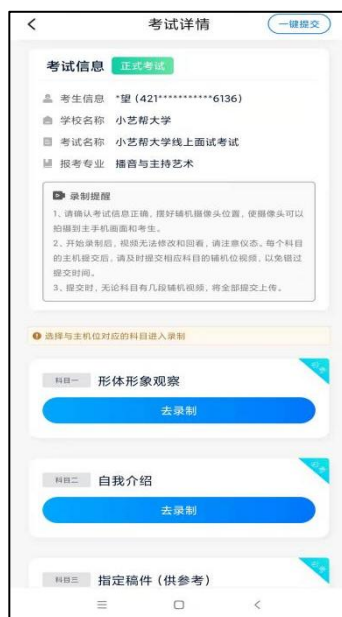 考试详情
一键提交
考试信息 正式考试
考生信息 *望 (421***********6136)
学校名称 小艺帮大学
考试名称 小艺帮大学线上面试考试
报考专业 播音与主持艺术
录制提醒
1、请确认考试信息正确，摆好辅机摄像头位置，使摄像头可以
拍摄到主手机画面和考生。
2、开始录制后，视频无法修改和回看，请注意仪态。每个科目
的主机提交后，请及时提交相应科目的辅机位视频，以免错过
提交时间。
3、提交时，无论科目有几段辅机视频，将全部提交上传。
选择与主机位对应的科目进入录制
必考
科目一 形体形象观察
去录制
必考
科目二 自我介绍
去录制
必考
科目三 指定稿件 (供参考)